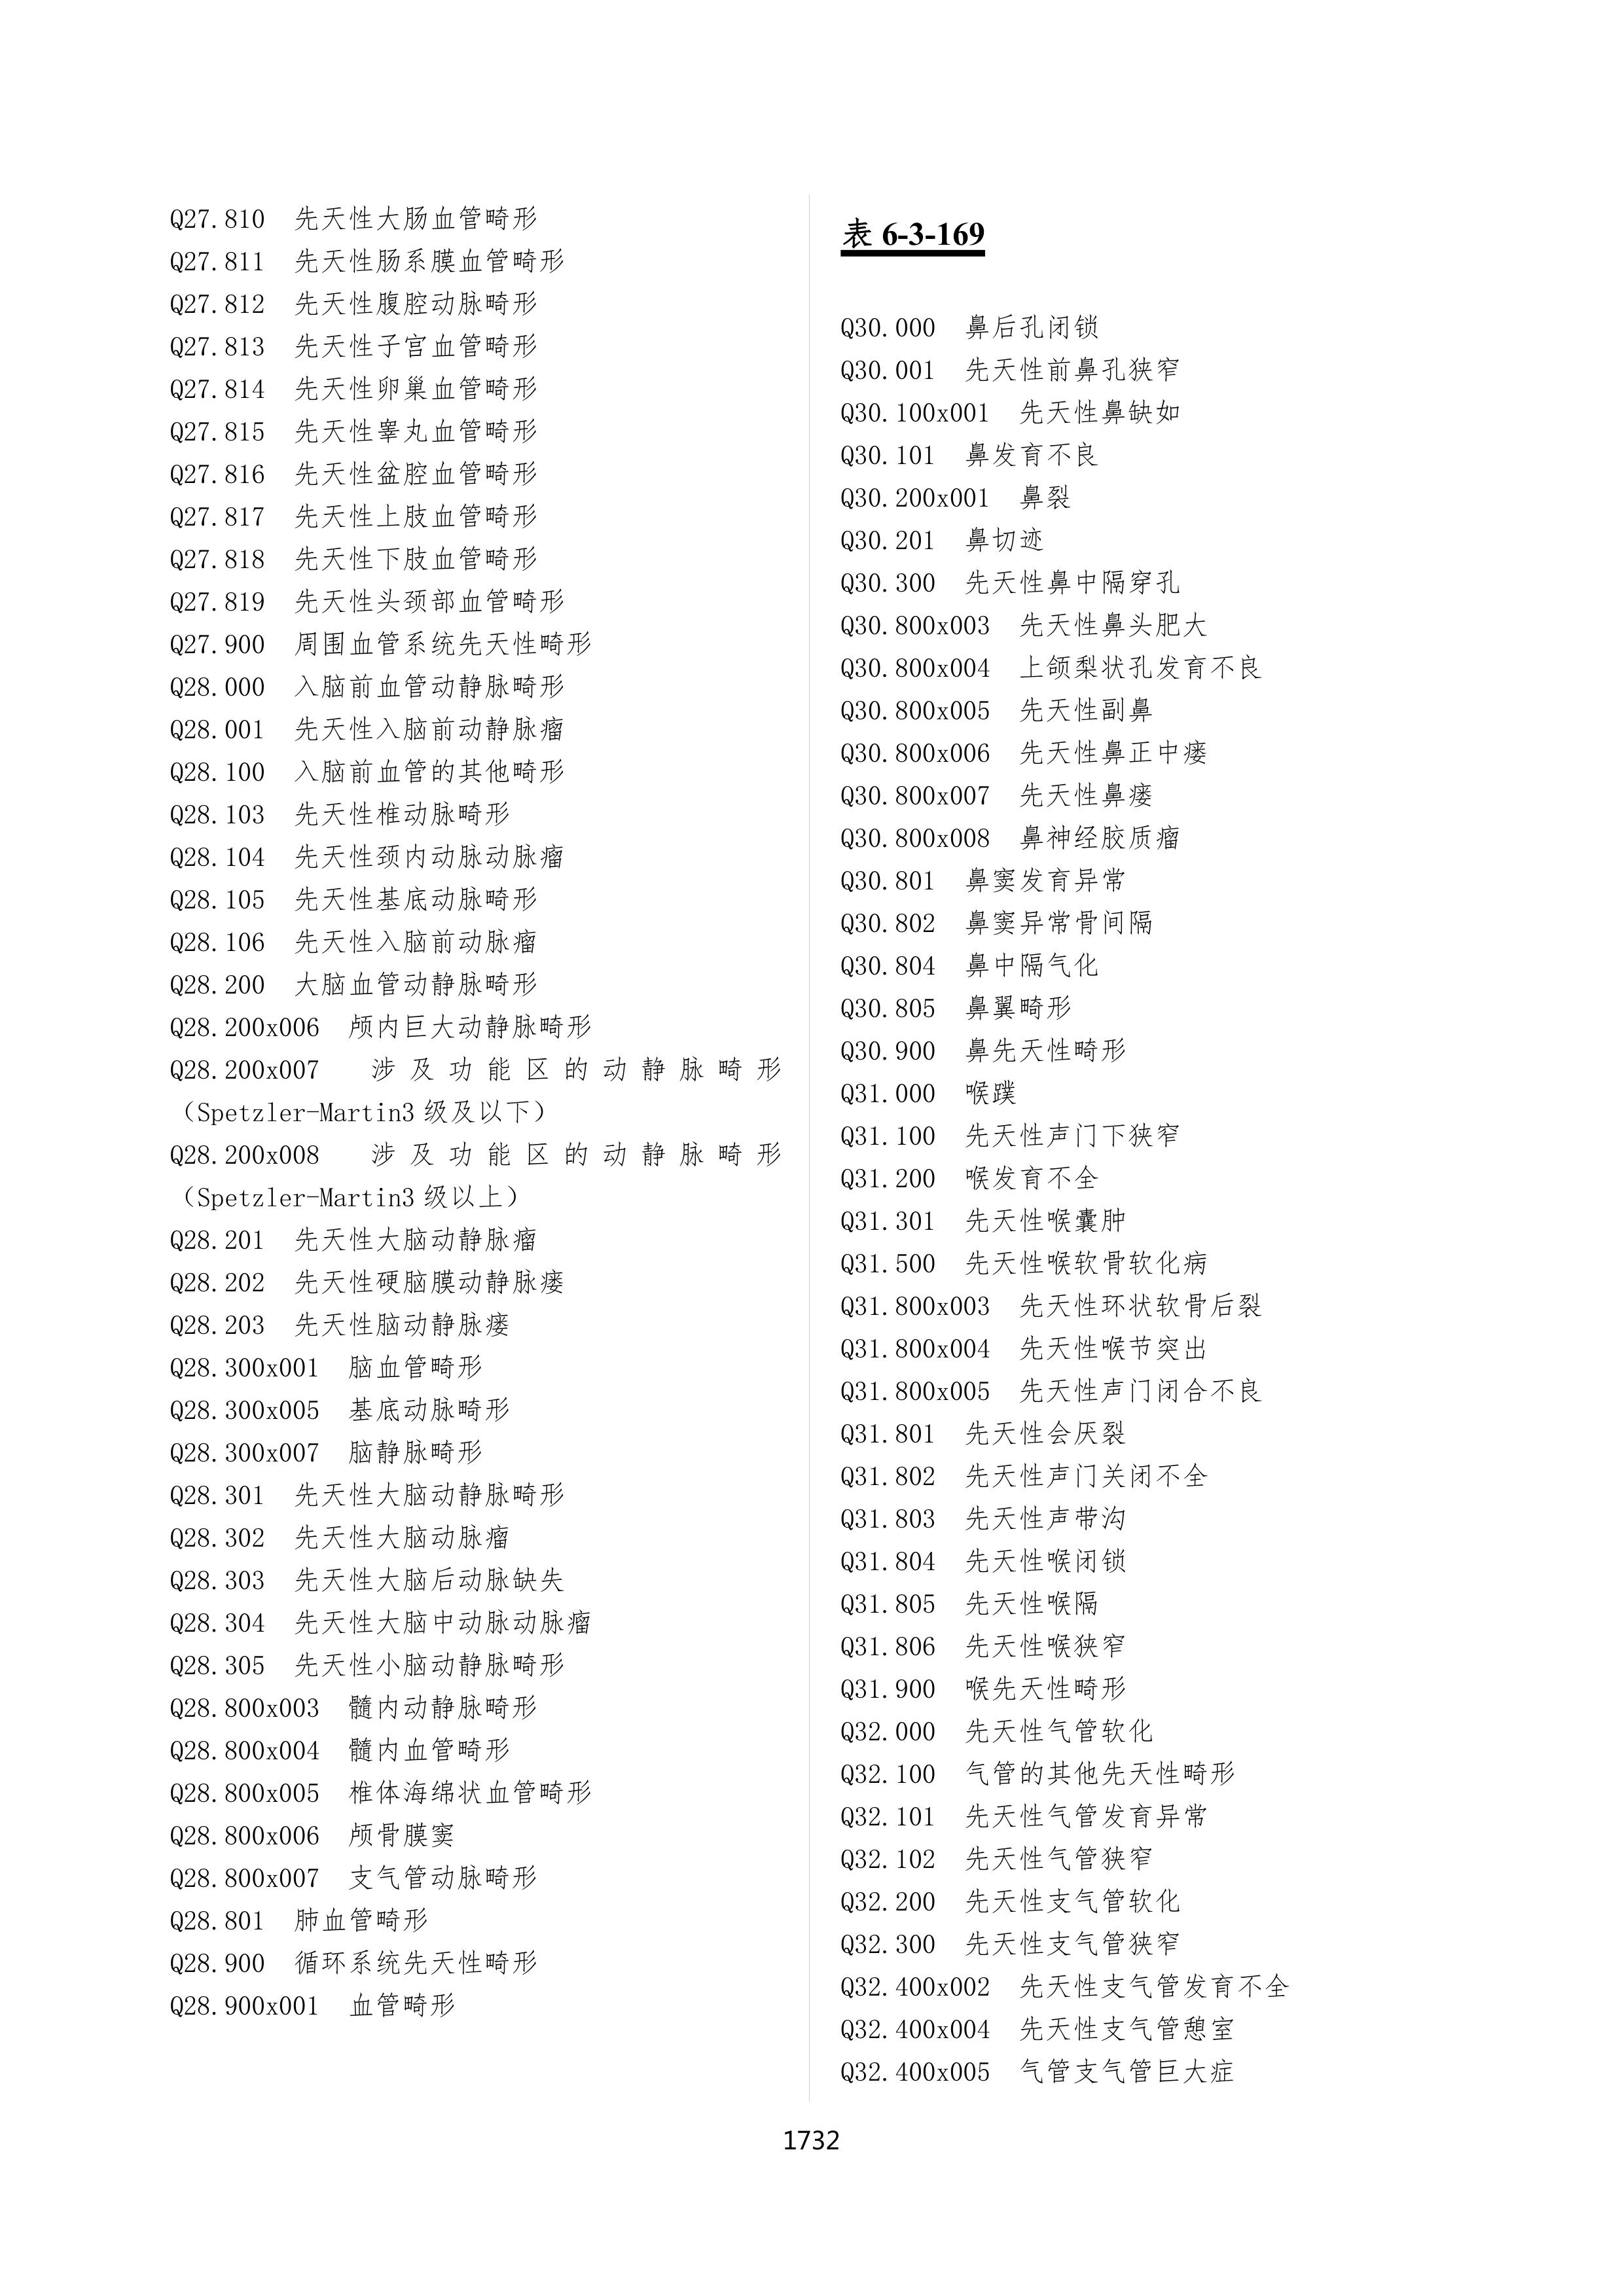 Q27.810 先天性大肠血管畸形
Q27.811 先天性肠系膜血管畸形
Q27.812 先天性腹腔动脉畸形
Q27.813 先天性子宫血管畸形
Q27.814 先天性卵巢血管畸形
Q27.815 先天性睾丸血管畸形
Q27.816 先天性盆腔血管畸形
Q27.817 先天性上肢血管畸形
Q27.818 先天性下肢血管畸形
Q27.819 先天性头颈部血管畸形
Q27.900 周围血管系统先天性畸形
Q28.000 入脑前血管动静脉畸形
Q28.001 先天性入脑前动静脉瘤
Q28.100 入脑前血管的其他畸形
Q28.103 先天性椎动脉畸形
Q28.104 先天性颈内动脉动脉瘤
Q28.105 先天性基底动脉畸形
Q28.106 先天性入脑前动脉瘤
Q28.200 大脑血管动静脉畸形
Q28.200x006 颅内巨大动静脉畸形
Q28.200x007 涉及功能区的动静脉畸形
（Spetzler-Martin3 级及以下）
Q28.200x008 涉及功能区的动静脉畸形
（Spetzler-Martin3 级以上）
Q28.201 先天性大脑动静脉瘤
Q28.202 先天性硬脑膜动静脉瘘
Q28.203 先天性脑动静脉瘘
Q28.300x001 脑血管畸形
Q28.300x005 基底动脉畸形
Q28.300x007 脑静脉畸形
Q28.301 先天性大脑动静脉畸形
Q28.302 先天性大脑动脉瘤
Q28.303 先天性大脑后动脉缺失
Q28.304 先天性大脑中动脉动脉瘤
Q28.305 先天性小脑动静脉畸形
Q28.800x003 髓内动静脉畸形
Q28.800x004 髓内血管畸形
Q28.800x005 椎体海绵状血管畸形
Q28.800x006 颅骨膜窦
Q28.800x007 支气管动脉畸形
Q28.801 肺血管畸形
Q28.900 循环系统先天性畸形
Q28.900x001 血管畸形
表 6-3-169
Q30.000 鼻后孔闭锁
Q30.001 先天性前鼻孔狭窄
Q30.100x001 先天性鼻缺如
Q30.101 鼻发育不良
Q30.200x001 鼻裂
Q30.201 鼻切迹
Q30.300 先天性鼻中隔穿孔
Q30.800x003 先天性鼻头肥大
Q30.800x004 上颌梨状孔发育不良
Q30.800x005 先天性副鼻
Q30.800x006 先天性鼻正中瘘
Q30.800x007 先天性鼻瘘
Q30.800x008 鼻神经胶质瘤
Q30.801 鼻窦发育异常
Q30.802 鼻窦异常骨间隔
Q30.804 鼻中隔气化
Q30.805 鼻翼畸形
Q30.900 鼻先天性畸形
Q31.000 喉蹼
Q31.100 先天性声门下狭窄
Q31.200 喉发育不全
Q31.301 先天性喉囊肿
Q31.500 先天性喉软骨软化病
Q31.800x003 先天性环状软骨后裂
Q31.800x004 先天性喉节突出
Q31.800x005 先天性声门闭合不良
Q31.801 先天性会厌裂
Q31.802 先天性声门关闭不全
Q31.803 先天性声带沟
Q31.804 先天性喉闭锁
Q31.805 先天性喉隔
Q31.806 先天性喉狭窄
Q31.900 喉先天性畸形
Q32.000 先天性气管软化
Q32.100 气管的其他先天性畸形
Q32.101 先天性气管发育异常
Q32.102 先天性气管狭窄
Q32.200 先天性支气管软化
Q32.300 先天性支气管狭窄
Q32.400x002 先天性支气管发育不全
Q32.400x004 先天性支气管憩室
Q32.400x005 气管支气管巨大症
1732